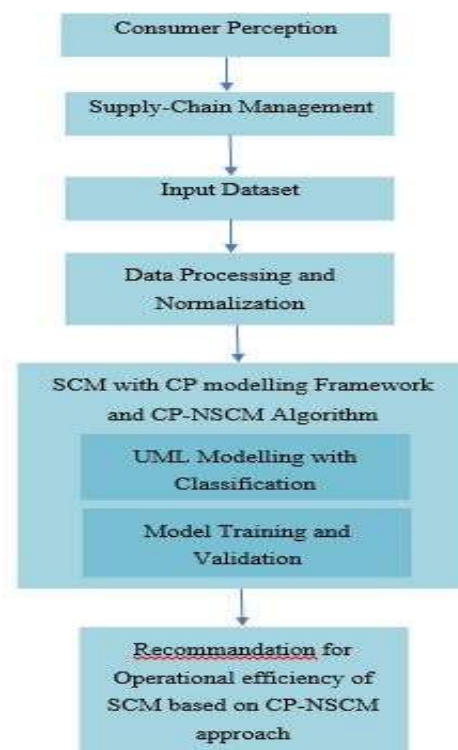 Consumer Perception
Supply-Chain Management
Input Dataset
Data Processing and
Normalization
SCM with CP modelling Framework
and CP-NSCM Algorithm
UML Modelling with
Classification
Model Training and
Validation
Recommandation for
Operational efficiency of
SCM based on CP-NSCM
approach